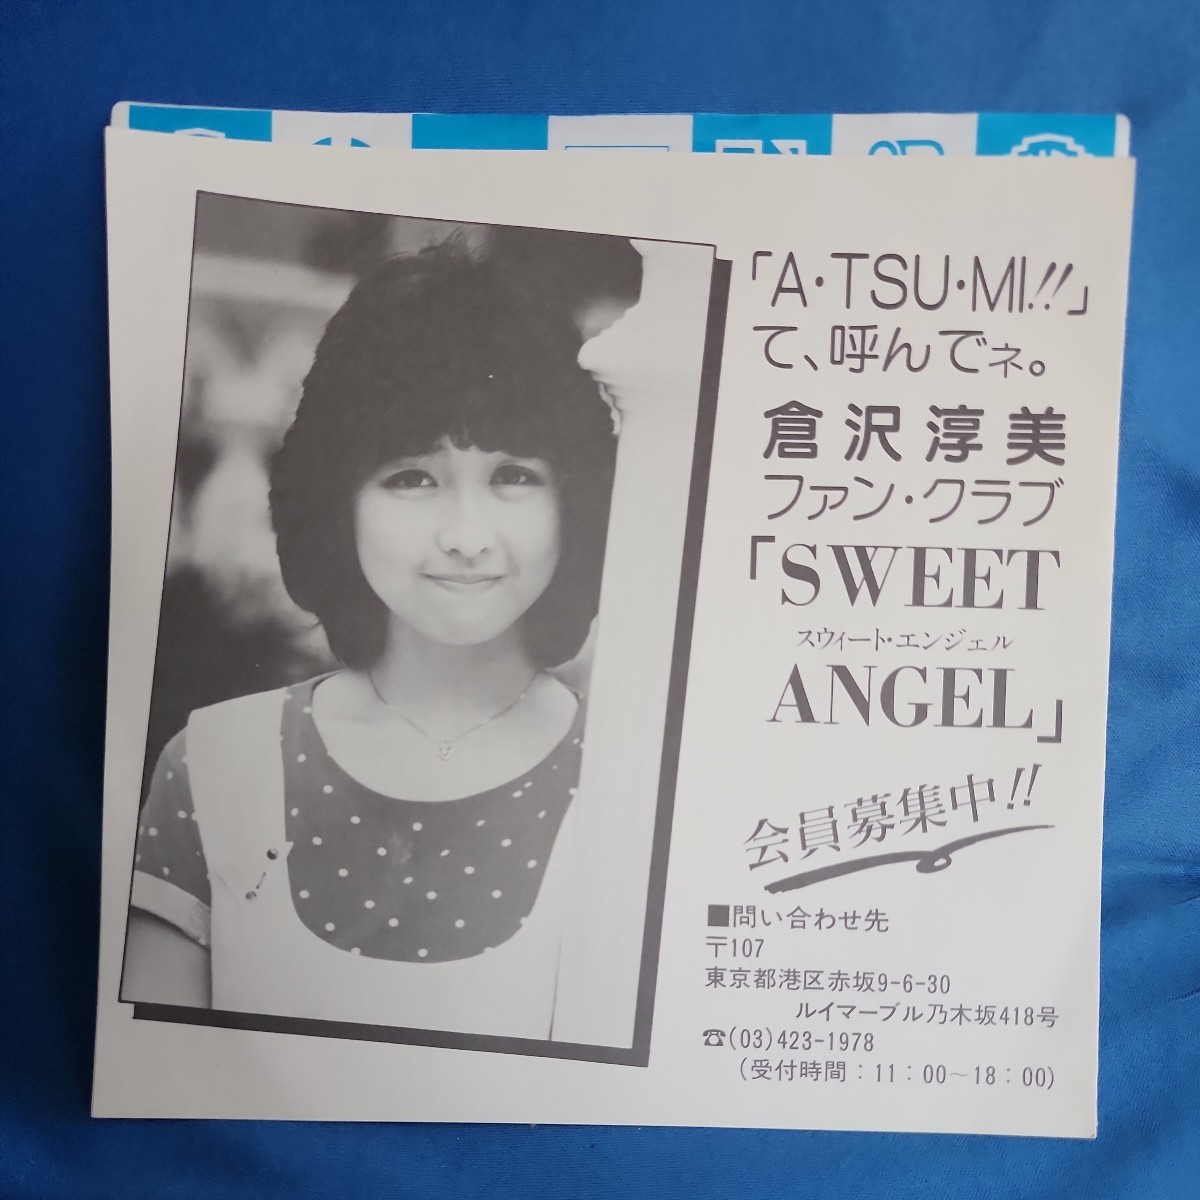 「A・TSU・MI!!」
て、呼んでネ。
倉沢淳美
ファン・クラブ
「SWEET
スウィート・エンジェル
ANGEL」
会員募集中!!
■問い合わせ先
〒107
東京都港区赤坂9-6-30
ルイマーブル乃木坂418号
☎(03)423-1978
(受付時間：11：00〜18：00)